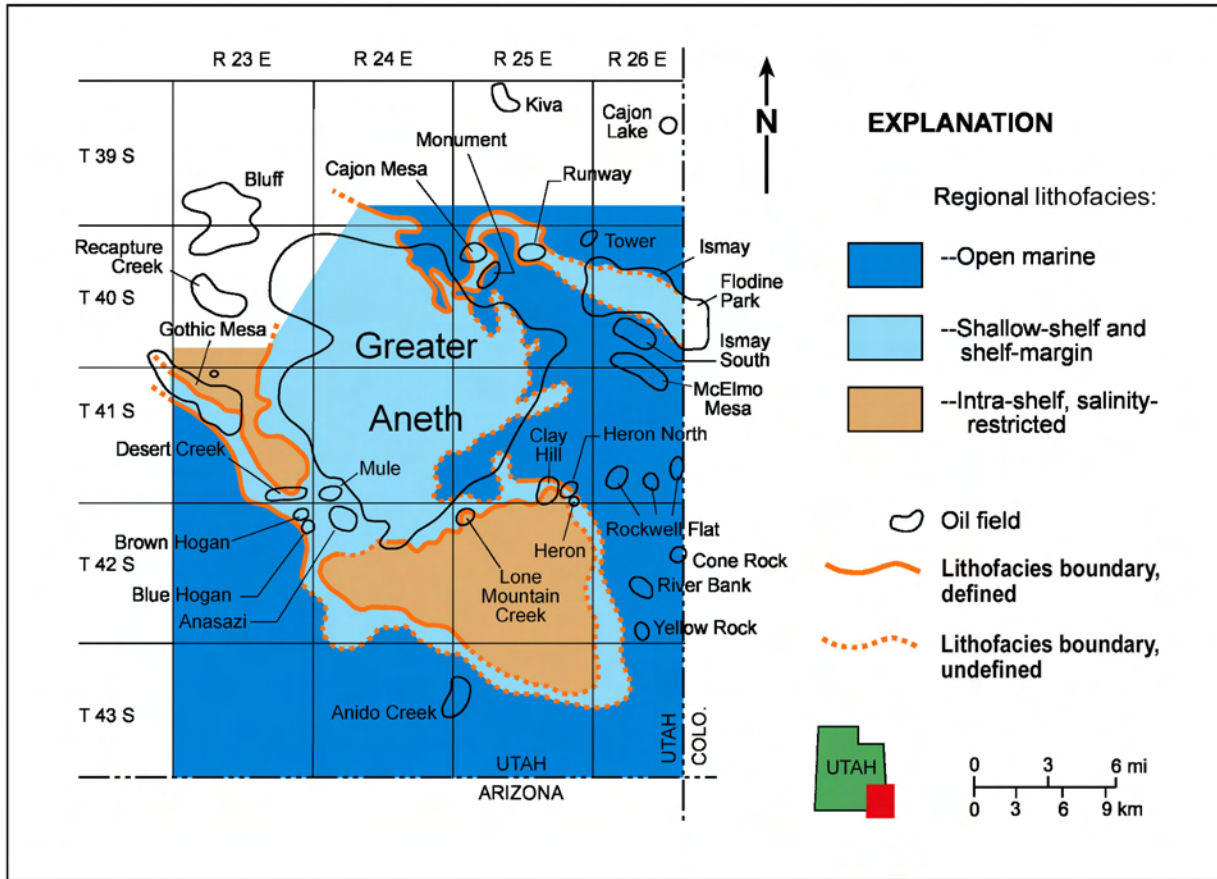 R 23 E
R 24 E
R 25 E
R 26 E
T 39 S
T 40 S
T 41 S
T 42 S
T 43 S
Kiva
Cajon
Lake
Monument
Cajon Mesa
Runway
Bluff
Recapture
Creek
Tower
Ismay
Flodine
Park
Gothic Mesa
Greater
Aneth
Ismay
South
McElmo
Mesa
Desert Creek
Mule
Clay
Hill
Heron North
Rockwell Flat
Brown Hogan
Heron
Cone Rock
Blue Hogan
Lone
Mountain
Creek
River Bank
Anasazi
Yellow Rock
Anido Creek
UTAH
COLO.
UTAH
ARIZONA
N
EXPLANATION
Regional lithofacies:
--Open marine
--Shallow-shelf and
shelf-margin
--Intra-shelf, salinity-
restricted
Oil field
Lithofacies boundary,
defined
Lithofacies boundary,
undefined
UTAH
0 3 6 mi
0 3 6 9 km